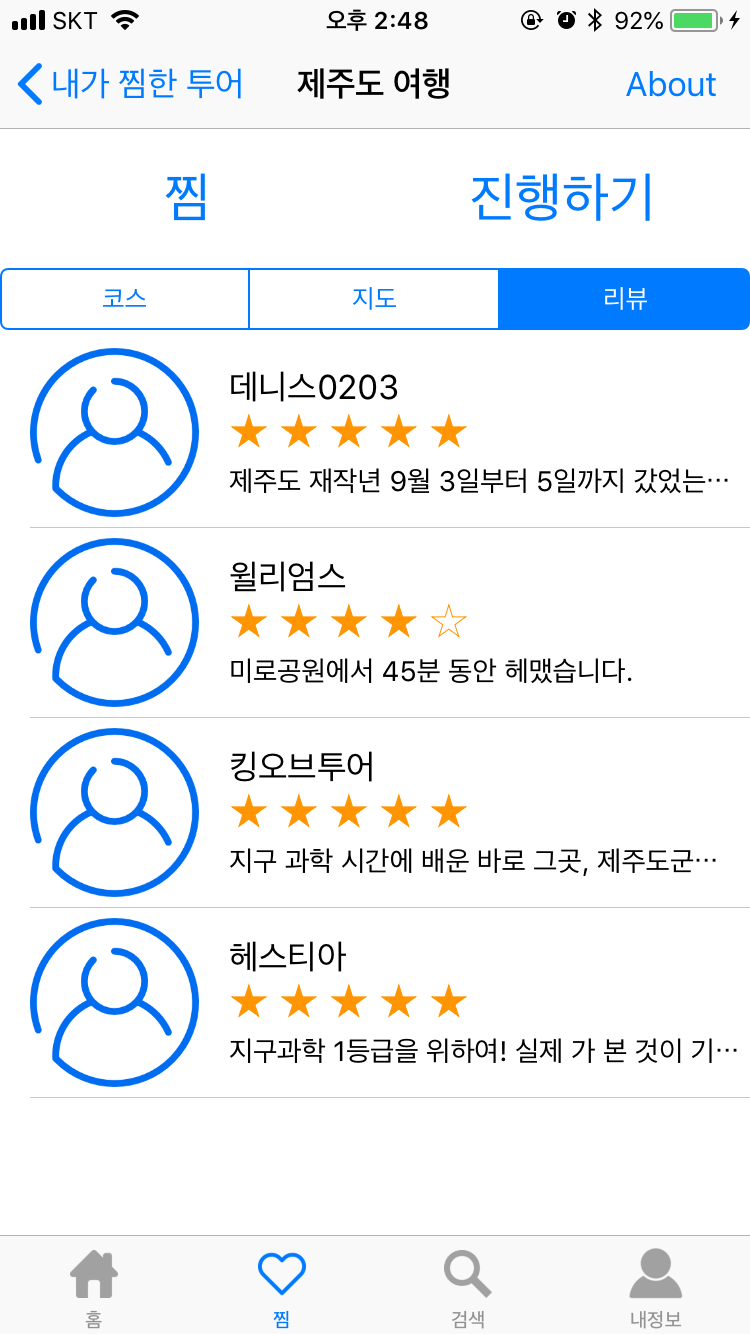 SKT 오후 2:48 92%
내가 찜한 투어 제주도 여행 About
찜 진행하기
코스 지도 리뷰
데니스0203
★ ★ ★ ★ ★
제주도 재작년 9월 3일부터 5일까지 갔었는···
윌리엄스
★ ★ ★ ★ ☆
미로공원에서 45분 동안 헤맸습니다.
킹오브투어
★ ★ ★ ★ ★
지구 과학 시간에 배운 바로 그곳, 제주도군···
헤스티아
★ ★ ★ ★ ★
지구과학 1등급을 위하여! 실제 가 본 것이 기···
홈 찜 검색 내정보